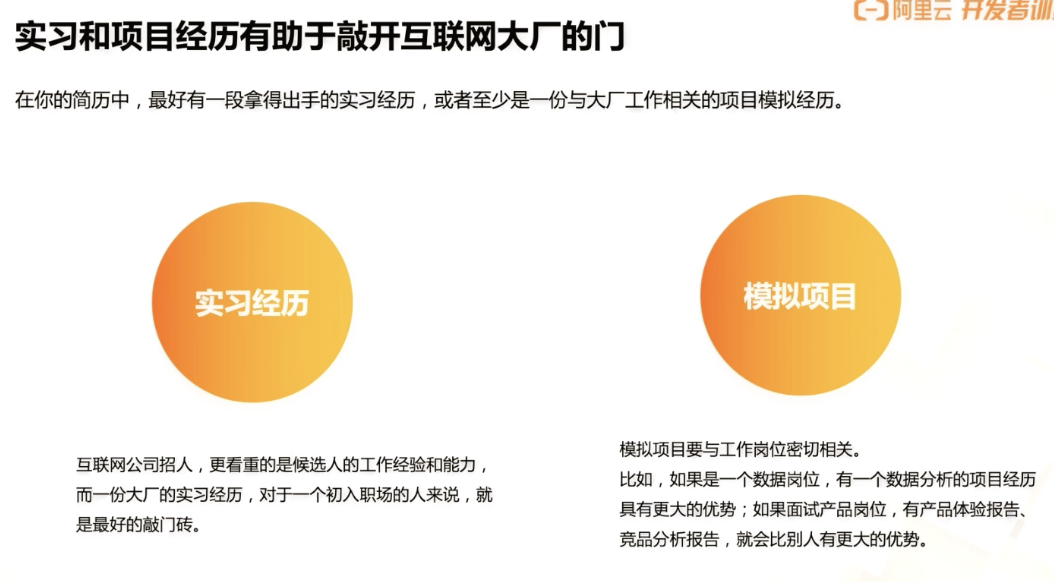 阿里云 开发者训
实习和项目经历有助于敲开互联网大厂的门
在你的简历中，最好有一段拿得出手的实习经历，或者至少是一份与大厂工作相关的项目模拟经历。
实习经历
模拟项目
互联网公司招人，更看重的是候选人的工作经验和能力，
而一份大厂的实习经历，对于一个初入职场的人来说，就
是最好的敲门砖。
模拟项目要与工作岗位密切相关。
比如，如果是一个数据岗位，有一个数据分析的项目经历
具有更大的优势；如果面试产品岗位，有产品体验报告、
竞品分析报告，就会比别人有更大的优势。